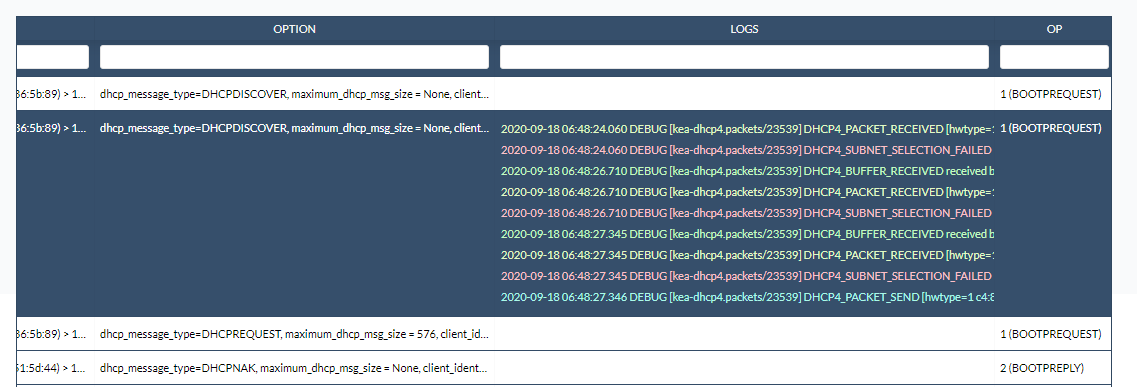 OPTION LOGS OP
36:5b:89) > 1... dhcp_message_type=DHCPDISCOVER, maximum_dhcp_msg_size = None, client... 1 (BOOTPREQUEST)
36:5b:89) > 1... dhcp_message_type=DHCPDISCOVER, maximum_dhcp_msg_size = None, client... 2020-09-18 06:48:24.060 DEBUG [kea-dhcp4.packets/23539] DHCP4_PACKET_RECEIVED [hwtype=1 1 (BOOTPREQUEST)
2020-09-18 06:48:24.060 DEBUG [kea-dhcp4.packets/23539] DHCP4_SUBNET_SELECTION_FAILED
2020-09-18 06:48:26.710 DEBUG [kea-dhcp4.packets/23539] DHCP4_BUFFER_RECEIVED received b
2020-09-18 06:48:26.710 DEBUG [kea-dhcp4.packets/23539] DHCP4_PACKET_RECEIVED [hwtype=1
2020-09-18 06:48:26.710 DEBUG [kea-dhcp4.packets/23539] DHCP4_SUBNET_SELECTION_FAILED
2020-09-18 06:48:27.345 DEBUG [kea-dhcp4.packets/23539] DHCP4_BUFFER_RECEIVED received b
2020-09-18 06:48:27.345 DEBUG [kea-dhcp4.packets/23539] DHCP4_PACKET_RECEIVED [hwtype=1
2020-09-18 06:48:27.345 DEBUG [kea-dhcp4.packets/23539] DHCP4_SUBNET_SELECTION_FAILED
2020-09-18 06:48:27.346 DEBUG [kea-dhcp4.packets/23539] DHCP4_PACKET_SEND [hwtype=1 c4:8
36:5b:89) > 1... dhcp_message_type=DHCPREQUEST, maximum_dhcp_msg_size = 576, client_id... 1 (BOOTPREQUEST)
51:5d:44) > 1... dhcp_message_type=DHCPNAK, maximum_dhcp_msg_size = None, client_ident... 2 (BOOTPREPLY)